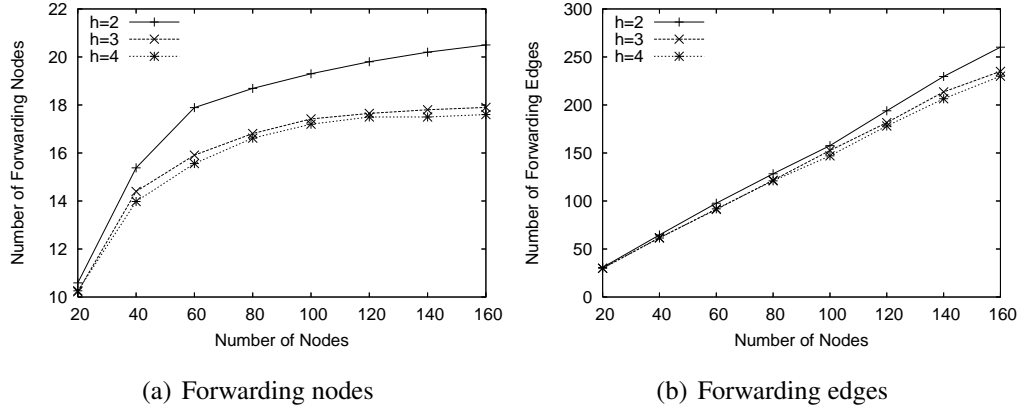 22
20
18
16
14
12
10
Number of Forwarding Nodes
h=2
h=3
h=4
20 40 60 80 100 120 140 160
Number of Nodes
(a) Forwarding nodes
300
250
200
150
100
50
0
Number of Forwarding Edges
h=2
h=3
h=4
20 40 60 80 100 120 140 160
Number of Nodes
(b) Forwarding edges